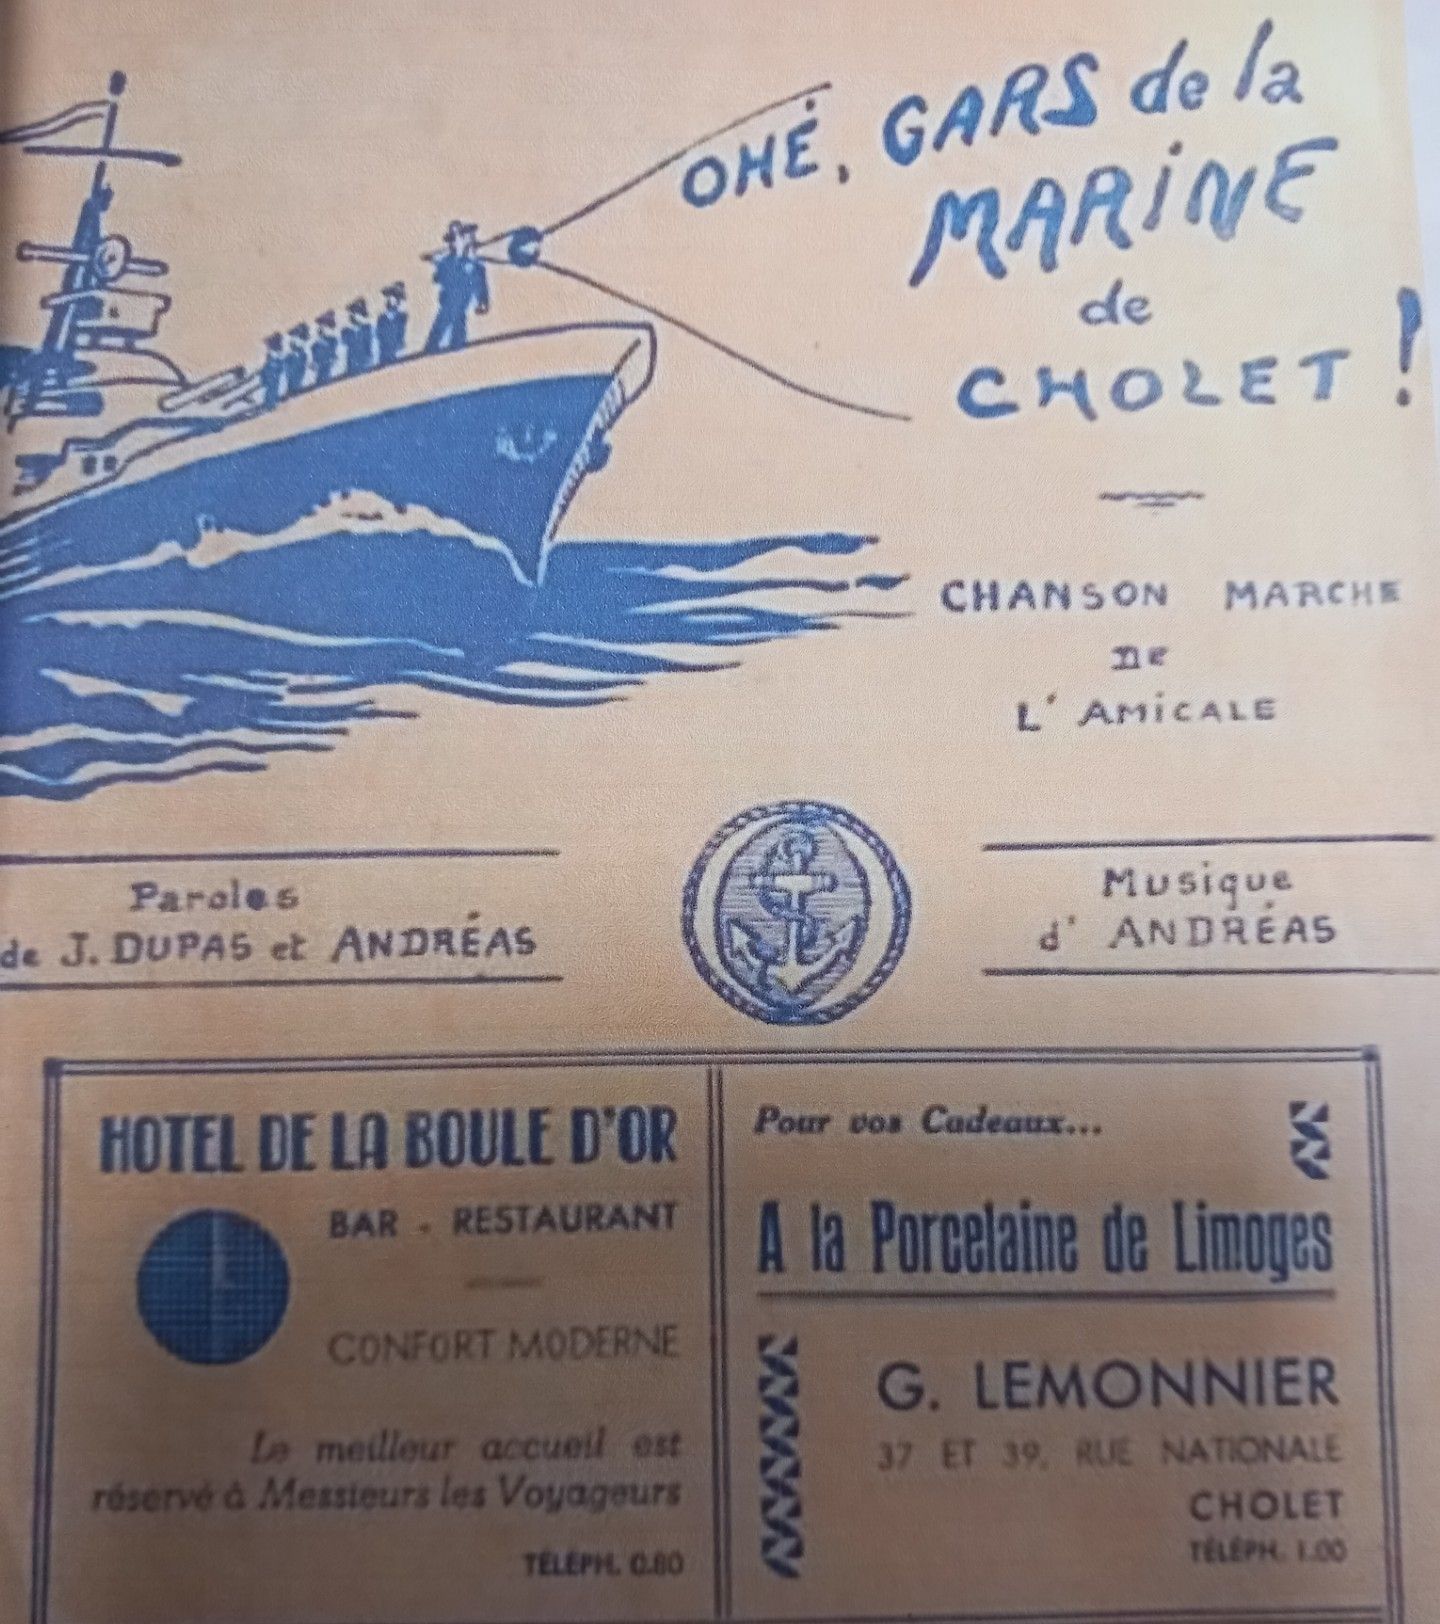 OHÉ, GARS de la
MARINE
de
CHOLET !
CHANSON MARCHE
DE
L'AMICALE
Paroles
de J. DUPAS et ANDRÉAS
Musique
d'ANDRÉAS
HOTEL DE LA BOULE D'OR
BAR - RESTAURANT
CONFORT MODERNE
Le meilleur accueil est
réservé à Messieurs les Voyageurs
TÉLÉPH. 0.80
Pour vos Cadeaux...
A la Porcelaine de Limoges
G. LEMONNIER
37 ET 39, RUE NATIONALE
CHOLET
TÉLÉPH. 1.00